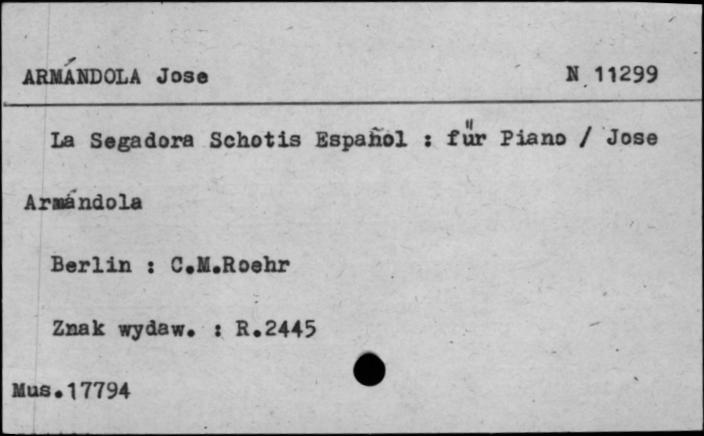 ARMÁNDOLA Jose N 11299
La Segadora Schotis Español : für Piano / Jose
Armándola
Berlin : C.M.Roehr
Znak wydaw. : R.2445
Mus.17794